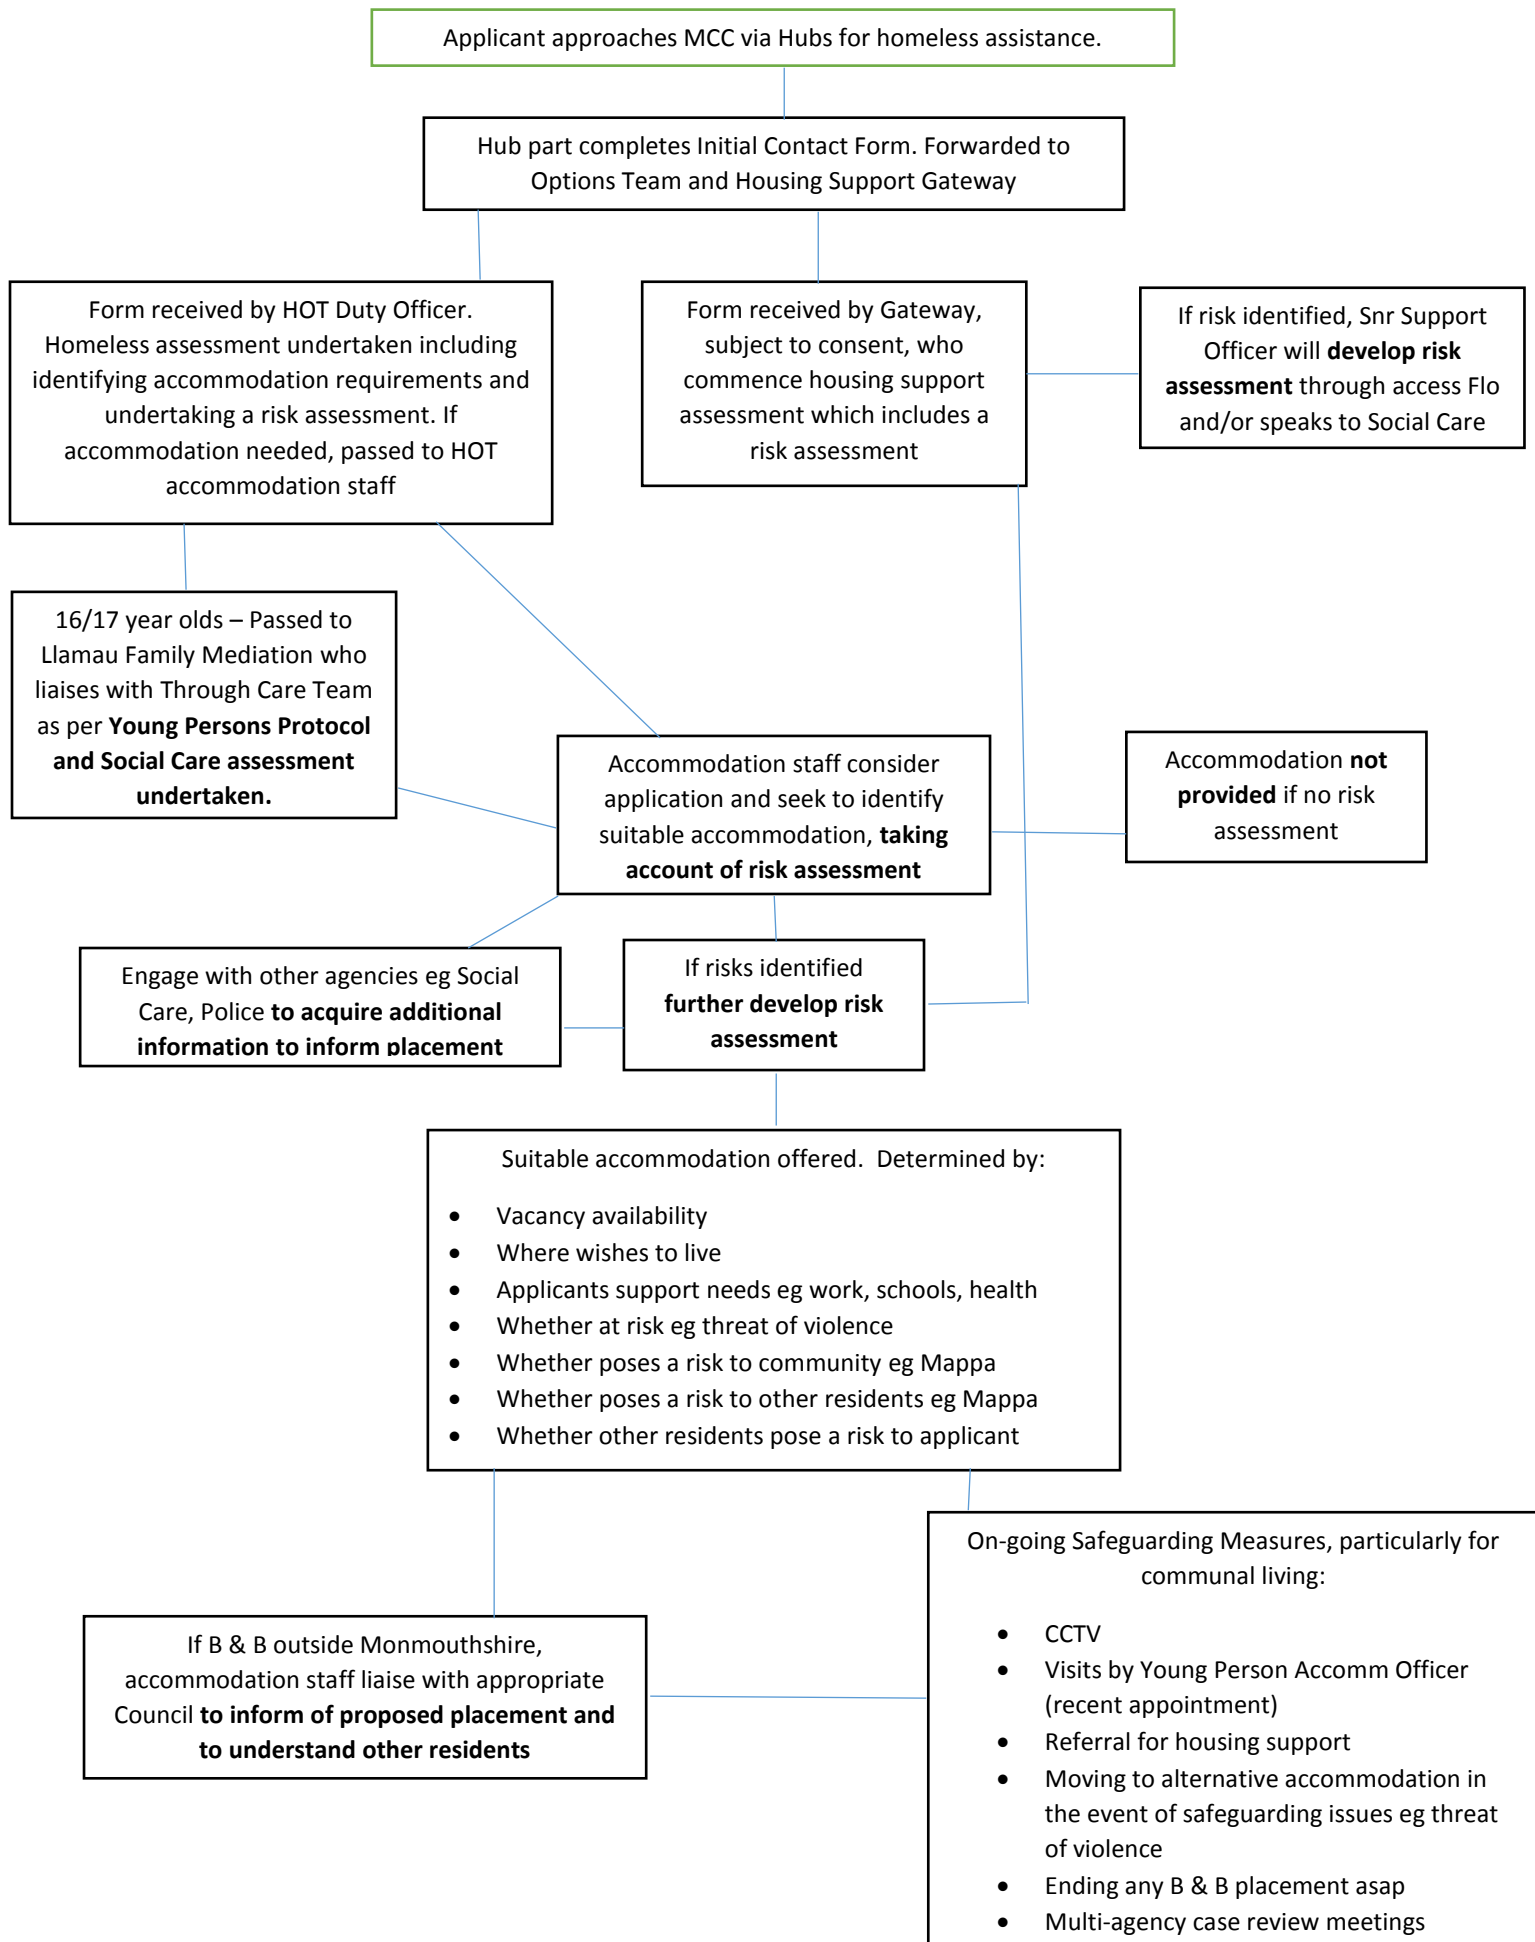 Applicant approaches MCC via Hubs for homeless assistance.
Hub part completes Initial Contact Form. Forwarded to
Options Team and Housing Support Gateway
Form received by HOT Duty Officer.
Homeless assessment undertaken including
identifying accommodation requirements and
undertaking a risk assessment. If
accommodation needed, passed to HOT
accommodation staff
Form received by Gateway,
subject to consent, who
commence housing support
assessment which includes a
risk assessment
If risk identified, Snr Support
Officer will develop risk
assessment through access Flo
and/or speaks to Social Care
16/17 year olds – Passed to
Llamau Family Mediation who
liaises with Through Care Team
as per Young Persons Protocol
and Social Care assessment
undertaken.
Accommodation staff consider
application and seek to identify
suitable accommodation, taking
account of risk assessment
Accommodation not
provided if no risk
assessment
Engage with other agencies eg Social
Care, Police to acquire additional
information to inform placement
If risks identified
further develop risk
assessment
Suitable accommodation offered.  Determined by:
• Vacancy availability
• Where wishes to live
• Applicants support needs eg work, schools, health
• Whether at risk eg threat of violence
• Whether poses a risk to community eg Mappa
• Whether poses a risk to other residents eg Mappa
• Whether other residents pose a risk to applicant
If B & B outside Monmouthshire,
accommodation staff liaise with appropriate
Council to inform of proposed placement and
to understand other residents
On-going Safeguarding Measures, particularly for
communal living:
• CCTV
• Visits by Young Person Accomm Officer
(recent appointment)
• Referral for housing support
• Moving to alternative accommodation in
the event of safeguarding issues eg threat
of violence
• Ending any B & B placement asap
• Multi-agency case review meetings